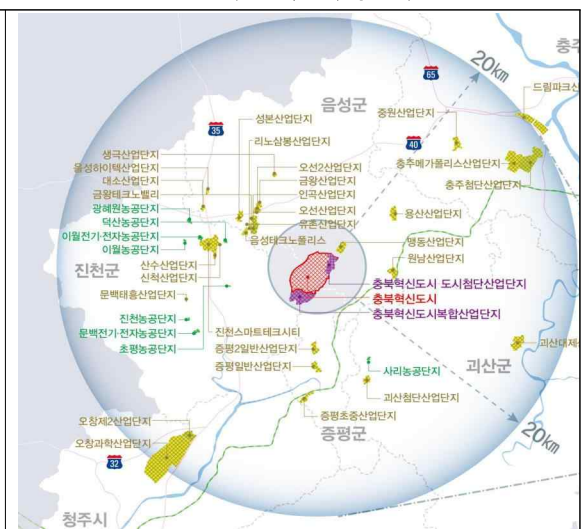 충주
20km
65
드림파크산
음성군
성본산업단지
중원산업단지
35
리노삼봉산업단지
40
생극산업단지
음성하이텍산업단지
오선2산업단지
충주메가폴리스산업단지
대소산업단지
금왕산업단지
금왕테크노밸리
인곡산업단지
충주첨단산업단지
광혜원농공단지
오선산업단지
용산산업단지
덕산농공단지
유촌산업단지
이월전기·전자농공단지
음성테크노폴리스
맹동산업단지
이월농공단지
원남산업단지
진천군
산수산업단지
신척산업단지
충북혁신도시 도시첨단산업단지
문백태흥산업단지
충북혁신도시
충북혁신도시복합산업단지
진천농공단지
문백전기·전자농공단지
진천스마트테크시티
초평농공단지
증평2일반산업단지
괴산대제
증평일반산업단지
사리농공단지
괴산군
괴산첨단산업단지
오창제2산업단지
증평초중산업단지
증평군
20km
오창과학산업단지
32
청주시